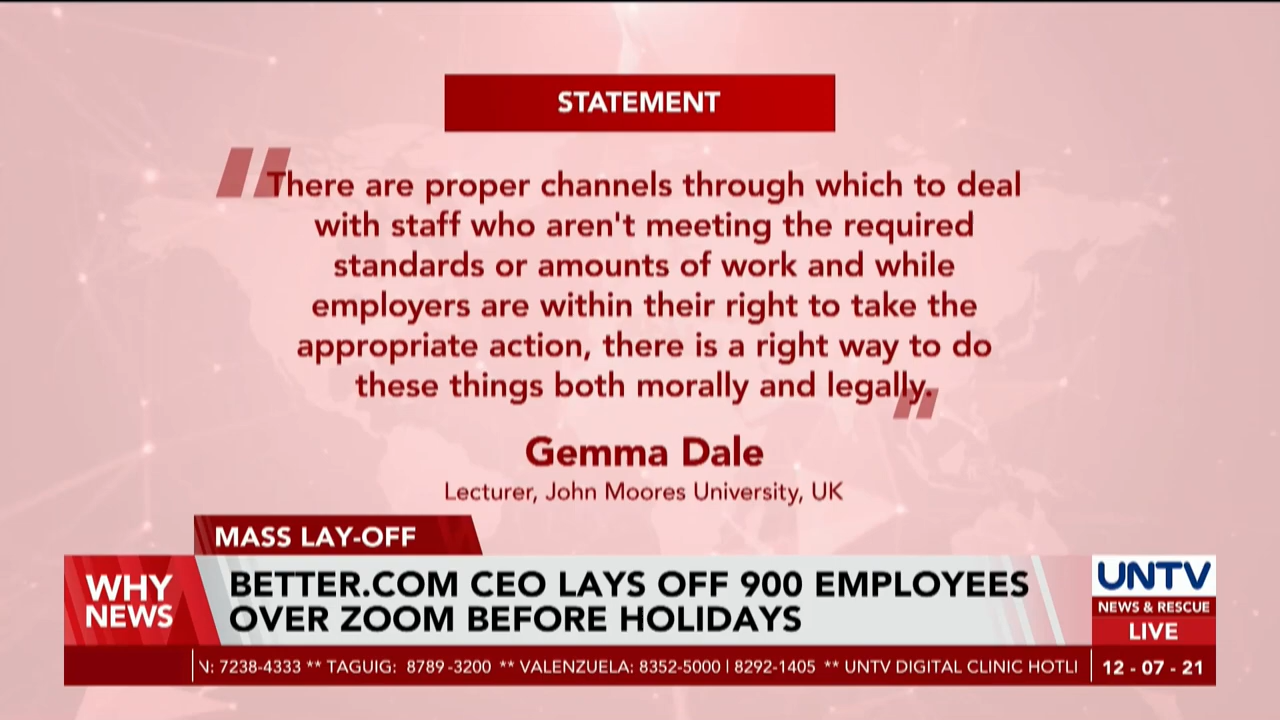 STATEMENT
There are proper channels through which to deal
with staff who aren't meeting the required
standards or amounts of work and while
employers are within their right to take the
appropriate action, there is a right way to do
these things both morally and legally.
Gemma Dale
Lecturer, John Moores University, UK
MASS LAY-OFF
WHY
NEWS
BETTER.COM CEO LAYS OFF 900 EMPLOYEES
OVER ZOOM BEFORE HOLIDAYS
UNTV
NEWS & RESCUE
LIVE
N: 7238-4333 ** TAGUIG: 8789-3200 ** VALENZUELA: 8352-5000 | 8292-1405 ** UNTV DIGITAL CLINIC HOTLI
12 - 07 - 21